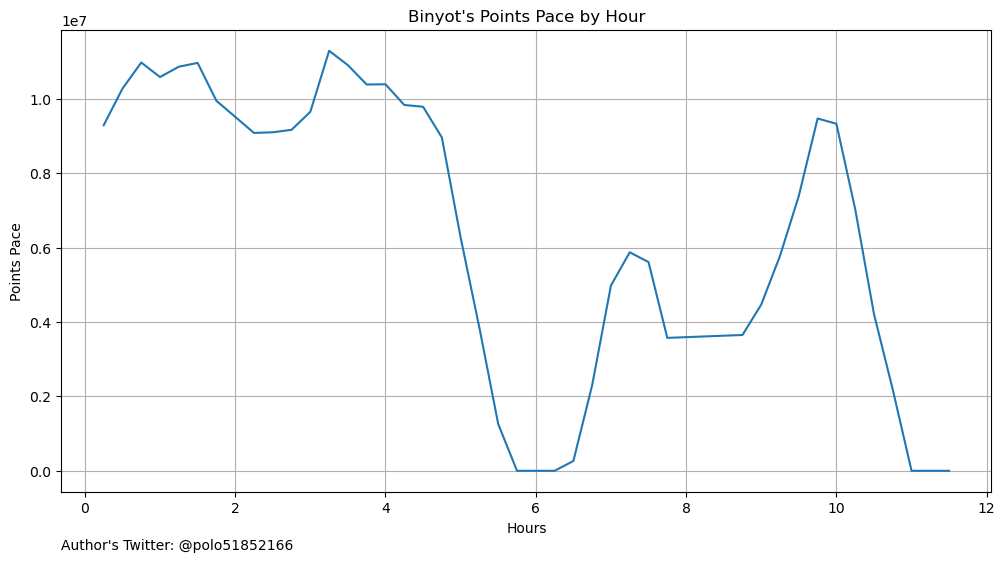 Binyot's Points Pace by Hour
1e7
1.0
0.8
0.6
0.4
0.2
0.0
Points Pace
0 2 4 6 8 10 12
Hours
Author's Twitter: @polo51852166